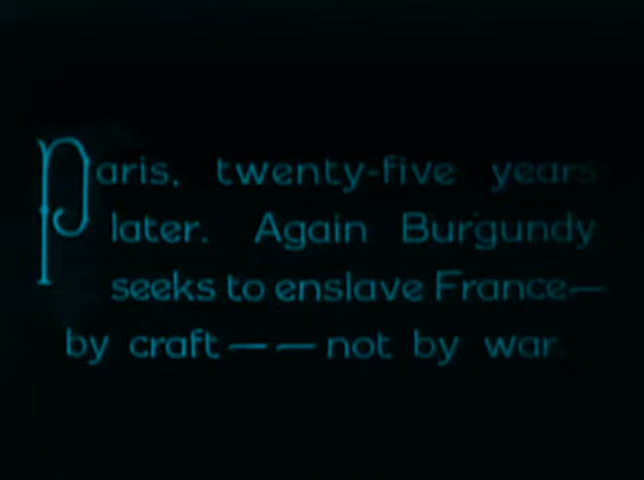 Paris, twenty-five years
later. Again Burgundy
seeks to enslave France—
by craft — — not by war.